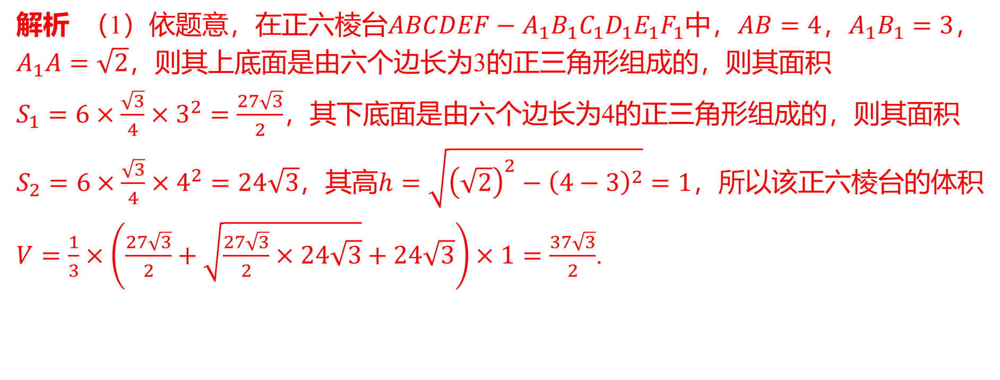 解析 （1）依题意，在正六棱台$ABCDEF-A_1B_1C_1D_1E_1F_1$中，$AB=4$，$A_1B_1=3$，
$A_1A=\sqrt{2}$，则其上底面是由六个边长为3的正三角形组成的，则其面积
$S_1=6\times\frac{\sqrt{3}}{4}\times3^2=\frac{27\sqrt{3}}{2}$，其下底面是由六个边长为4的正三角形组成的，则其面积
$S_2=6\times\frac{\sqrt{3}}{4}\times4^2=24\sqrt{3}$，其高$h=\sqrt{(\sqrt{2})^2-(4-3)^2}=1$，所以该正六棱台的体积
$V=\frac{1}{3}\times\left(\frac{27\sqrt{3}}{2}+\sqrt{\frac{27\sqrt{3}}{2}\times24\sqrt{3}}+24\sqrt{3}\right)\times1=\frac{37\sqrt{3}}{2}$.